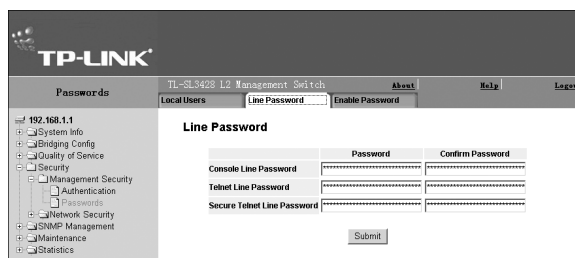 TP-LINK
Passwords
TL-SL3428 L2 Management Switch
About
Help
Local Users
Line Password
Enable Password
192.168.1.1
System Info
Bridging Config
Quality of Service
Security
Management Security
Authentication
Passwords
Network Security
SNMP Management
Maintenance
Statistics
Line Password
Password Confirm Password
Console Line Password
Telnet Line Password
Secure Telnet Line Password
Submit